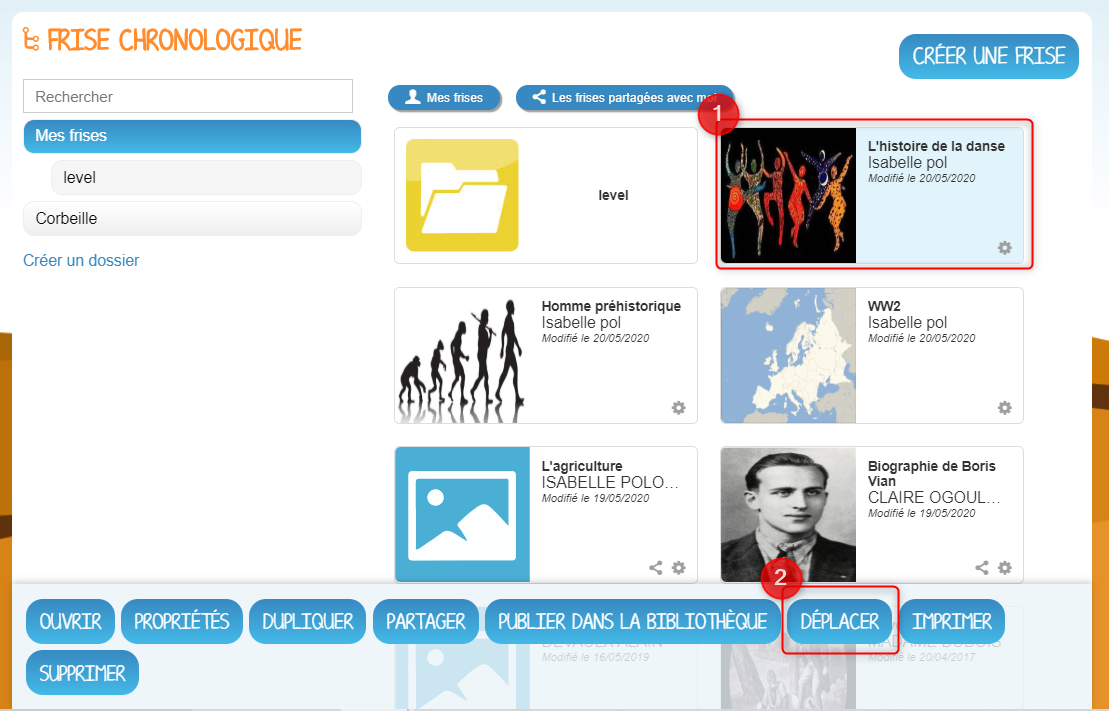 FRISE CHRONOLOGIQUE
CRÉER UNE FRISE
Rechercher
Mes frises
level
Corbeille
Créer un dossier
Mes frises
Les frises partagées avec moi
1
level
L'histoire de la danse
Isabelle pol
Modifié le 20/05/2020
Homme préhistorique
Isabelle pol
Modifié le 20/05/2020
WW2
Isabelle pol
Modifié le 20/05/2020
L'agriculture
ISABELLE POLO...
Modifié le 19/05/2020
Biographie de Boris
Vian
CLAIRE OGOUL...
Modifié le 19/05/2020
2
OUVRIR
PROPRIÉTÉS
DUPLIQUER
PARTAGER
PUBLIER DANS LA BIBLIOTHÈQUE
DÉPLACER
IMPRIMER
Modifié le 16/05/2019
MADAME DUBOIS
Modifié le 20/04/2017
SUPPRIMER